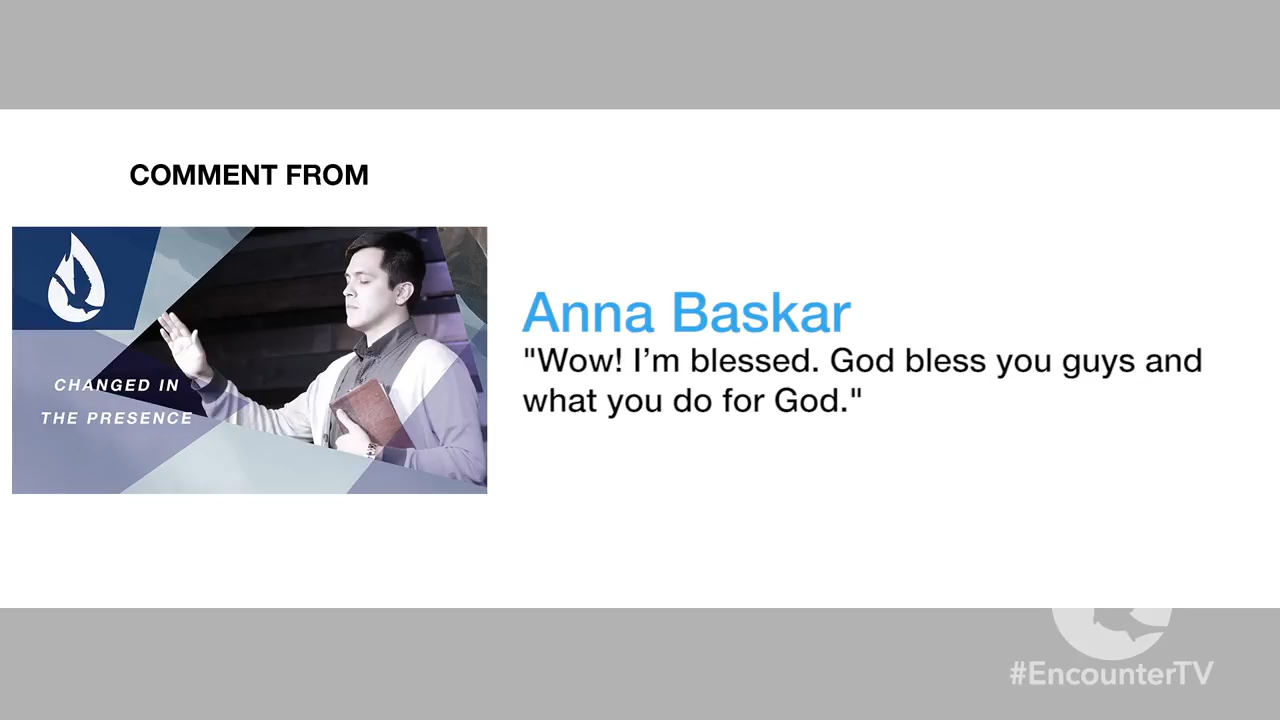 COMMENT FROM
CHANGED IN
THE PRESENCE
Anna Baskar
"Wow! I’m blessed. God bless you guys and
what you do for God."
#EncounterTV